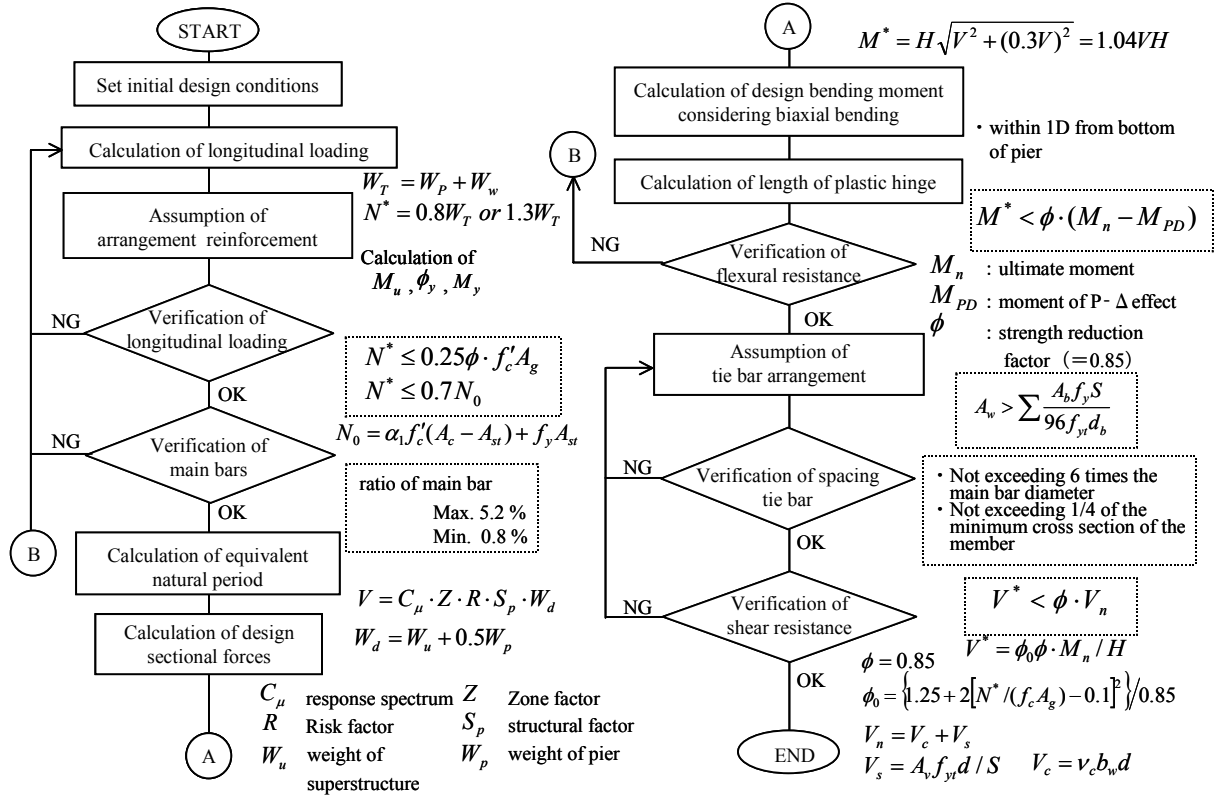 START
Set initial design conditions
Calculation of longitudinal loading
W_T = W_P + W_w
N* = 0.8W_T or 1.3W_T
Assumption of
arrangement reinforcement
Calculation of
M_u , ϕ_y , M_y
NG
Verification of
longitudinal loading
N* ≤ 0.25ϕ · f′_c A_g
N* ≤ 0.7N_0
OK
N_0 = α_1 f′_c (A_c − A_st) + f_y A_st
NG
Verification of
main bars
ratio of main bar
Max. 5.2 %
Min. 0.8 %
OK
B
Calculation of equivalent
natural period
V = C_μ · Z · R · S_p · W_d
W_d = W_u + 0.5W_p
Calculation of design
sectional forces
C_μ response spectrum Z Zone factor
R Risk factor S_p structural factor
W_u weight of W_p weight of pier
superstructure
A
A
M* = H√(V² + (0.3V)²) = 1.04VH
Calculation of design bending moment
considering biaxial bending
・within 1D from bottom
of pier
B
Calculation of length of plastic hinge
M* < ϕ · (M_n − M_PD)
NG
Verification of
flexural resistance
M_n : ultimate moment
M_PD : moment of P- Δ effect
ϕ : strength reduction
factor (=0.85)
OK
Assumption of
tie bar arrangement
A_w > ∑ A_b f_y S / 96 f_yt d_b
NG
Verification of spacing
tie bar
・Not exceeding 6 times the
main bar diameter
・Not exceeding 1/4 of the
minimum cross section of the
member
OK
NG
Verification of
shear resistance
V* < ϕ · V_n
V* = ϕ_0 ϕ · M_n / H
OK
ϕ = 0.85
ϕ_0 = {1.25 + 2[N* /(f_c A_g) − 0.1]²}/0.85
V_n = V_c + V_s
V_s = A_v f_yt d / S V_c = ν_c b_w d
END